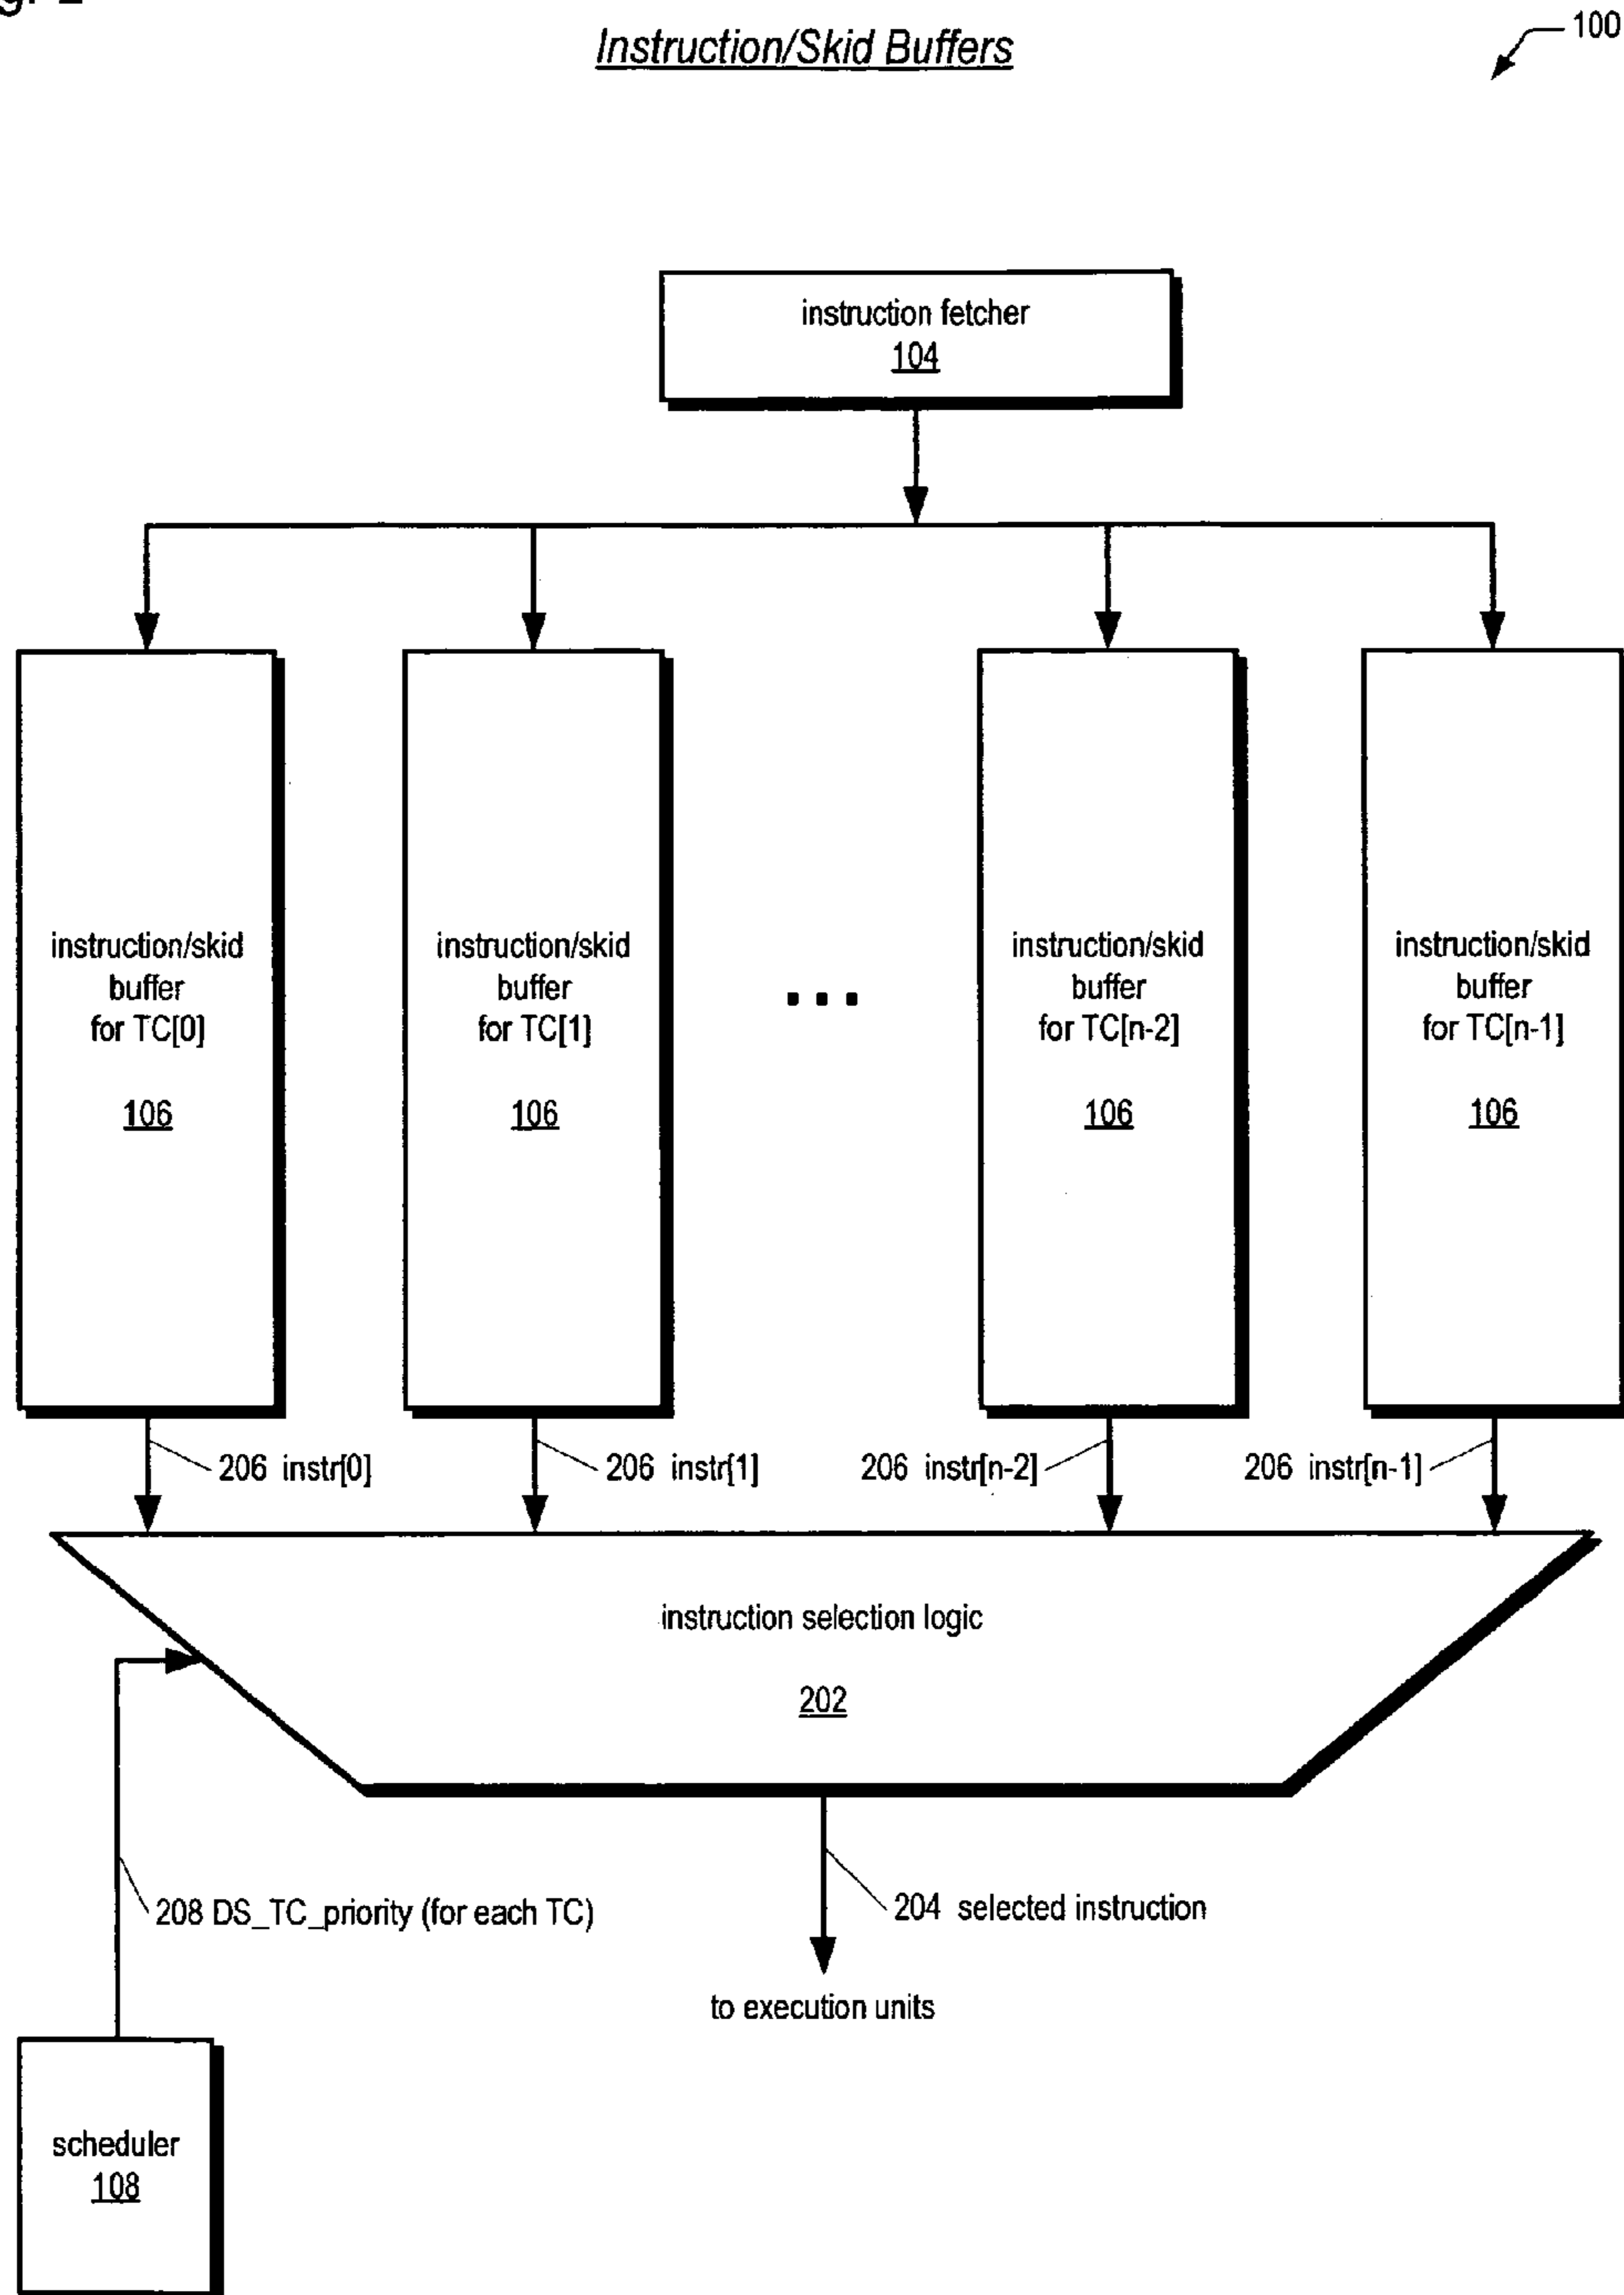 Instruction/Skid Buffers
100
instruction fetcher
104
instruction/skid
buffer
for TC[0]
106
instruction/skid
buffer
for TC[1]
106
...
instruction/skid
buffer
for TC[n-2]
106
instruction/skid
buffer
for TC[n-1]
106
206 instr[0]
206 instr[1]
206 instr[n-2]
206 instr[n-1]
instruction selection logic
202
208 DS_TC_priority (for each TC)
204 selected instruction
to execution units
scheduler
108